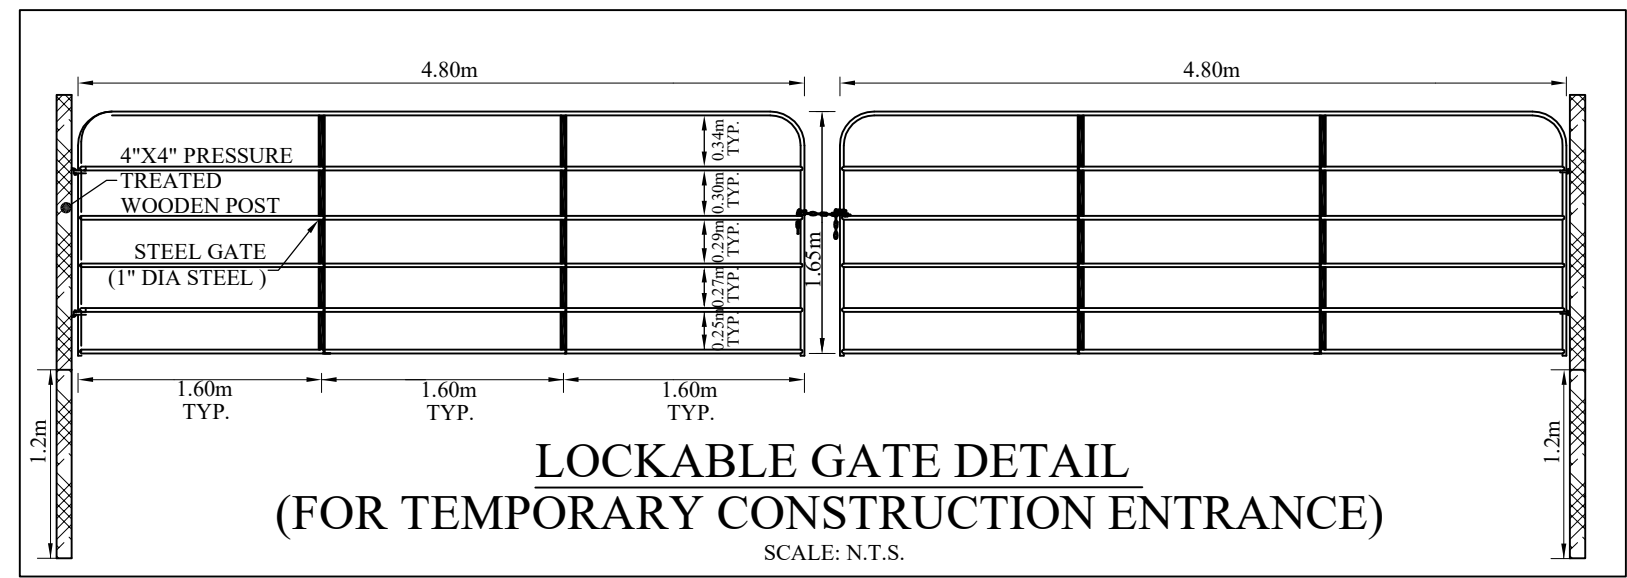 4.80m
4.80m
4"X4" PRESSURE
TREATED
WOODEN POST
STEEL GATE
(1" DIA STEEL )
0.34m
TYP.
0.30m
TYP.
0.29m
TYP.
0.27m
TYP.
0.25m
TYP.
1.65m
1.60m
TYP.
1.60m
TYP.
1.60m
TYP.
1.2m
1.2m
LOCKABLE GATE DETAIL
(FOR TEMPORARY CONSTRUCTION ENTRANCE)
SCALE: N.T.S.